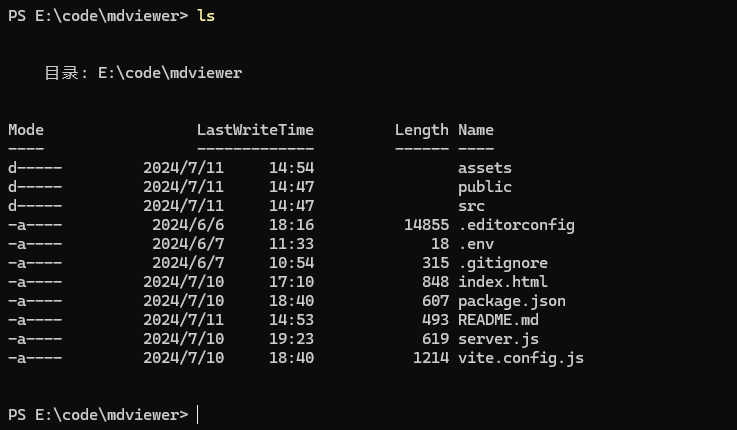 PS E:\code\mdviewer> ls
目录: E:\code\mdviewer
Mode                 LastWriteTime         Length Name
----                 -------------         ------ ----
d-----         2024/7/11     14:54                assets
d-----         2024/7/11     14:47                public
d-----         2024/7/11     14:47                src
-a----          2024/6/6     18:16          14855 .editorconfig
-a----          2024/6/7     11:33             18 .env
-a----          2024/6/7     10:54            315 .gitignore
-a----         2024/7/10     17:10            848 index.html
-a----         2024/7/10     18:40            607 package.json
-a----         2024/7/11     14:53            493 README.md
-a----         2024/7/10     19:23            619 server.js
-a----         2024/7/10     18:40           1214 vite.config.js
PS E:\code\mdviewer>